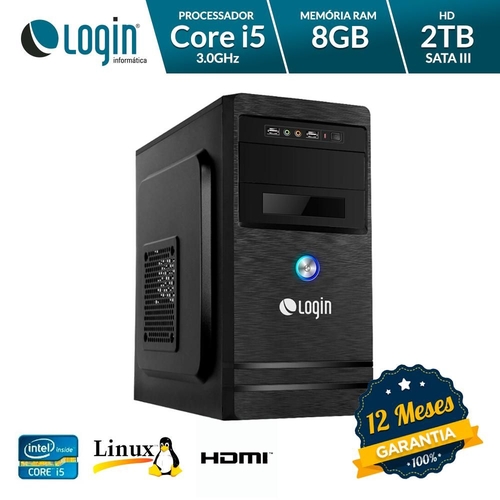 Login®
informática
PROCESSADOR
Core i5
3.0GHz
MEMÓRIA RAM
8GB
HD
2TB
SATA III
Login
12 Meses
GARANTIA
100%
intel inside
CORE i5
Linux
HDMI